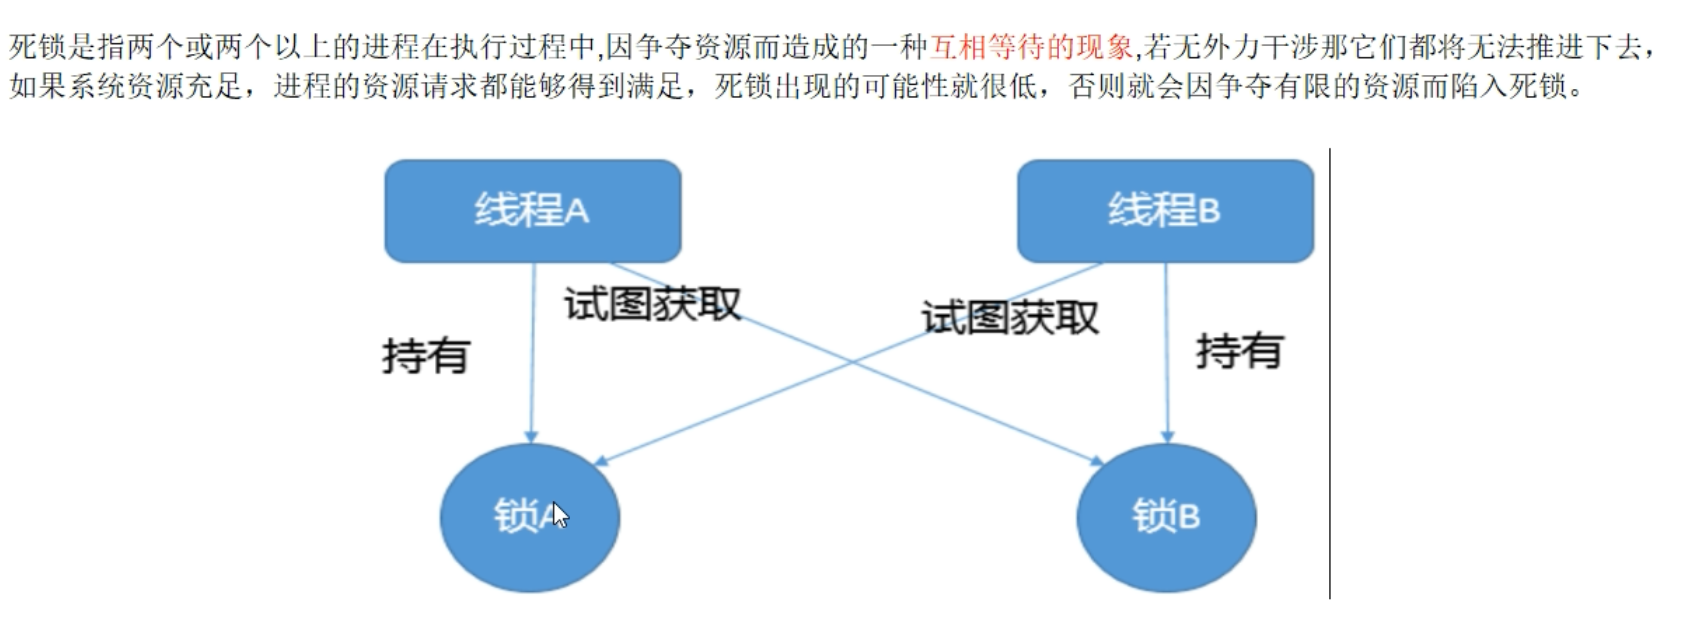 死锁是指两个或两个以上的进程在执行过程中,因争夺资源而造成的一种互相等待的现象,若无外力干涉那它们都将无法推进下去，
如果系统资源充足，进程的资源请求都能够得到满足，死锁出现的可能性就很低，否则就会因争夺有限的资源而陷入死锁。
线程A
线程B
试图获取
试图获取
持有
持有
锁A
锁B